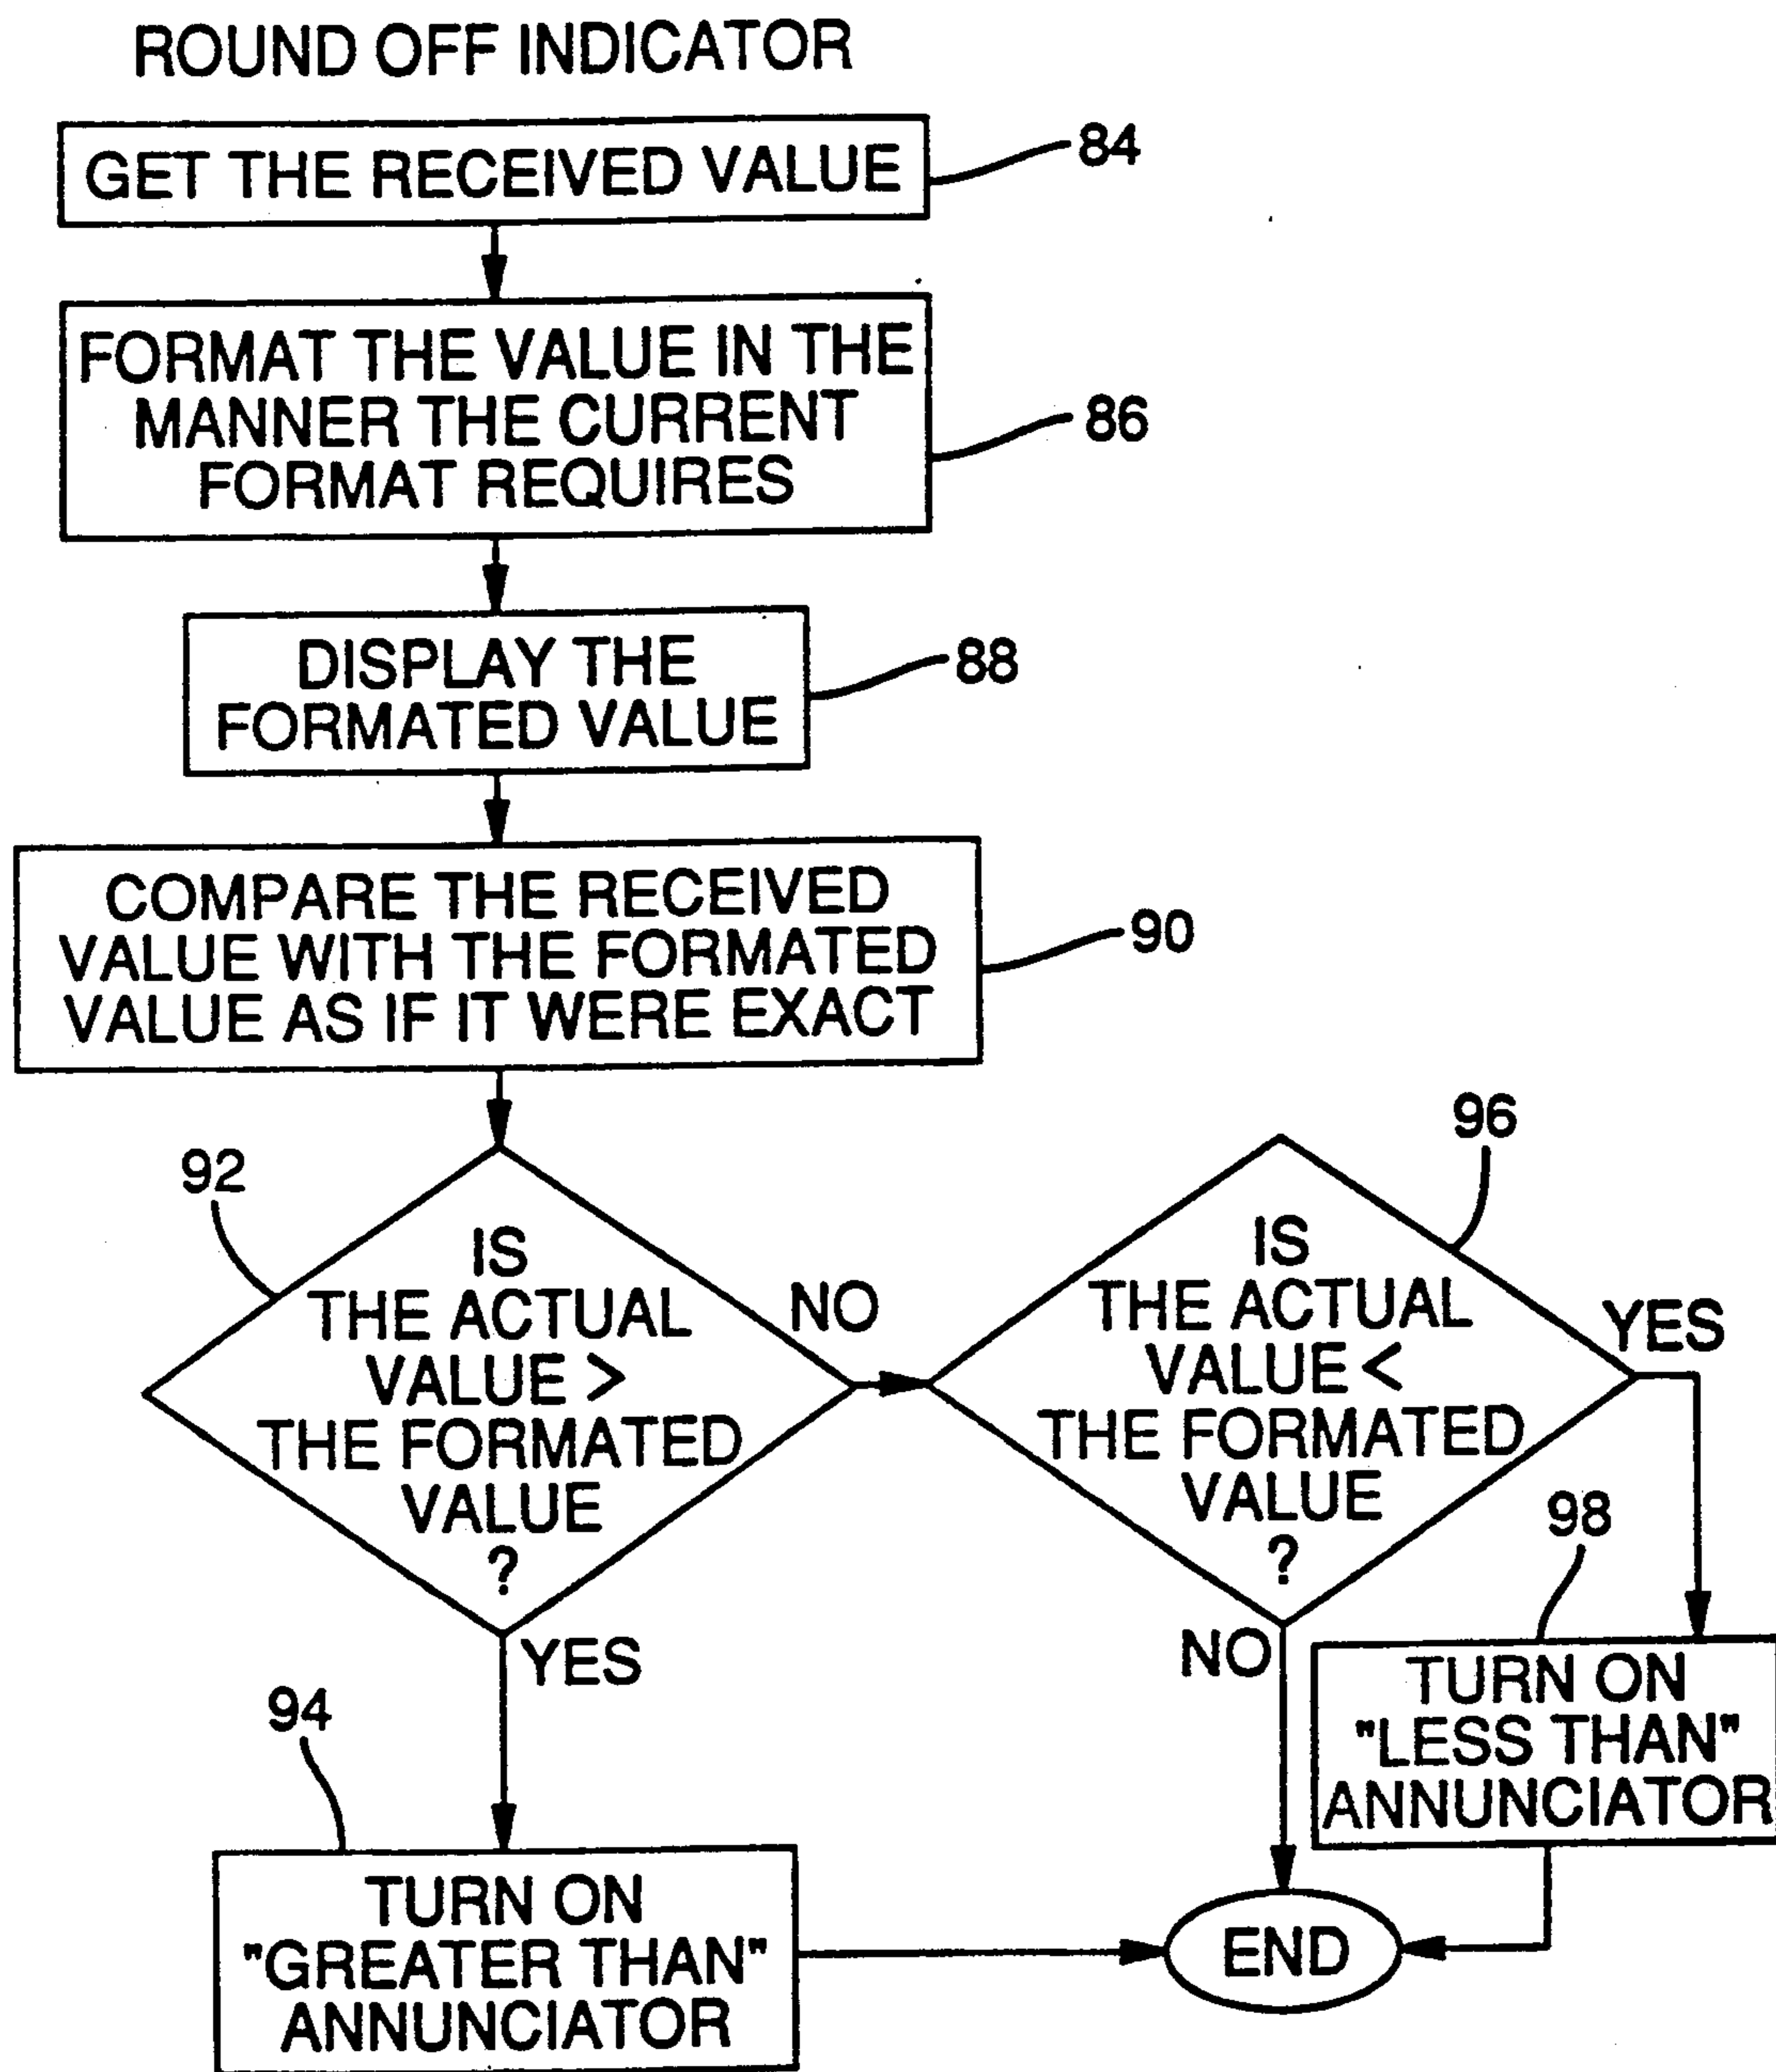 ROUND OFF INDICATOR
GET THE RECEIVED VALUE
84
FORMAT THE VALUE IN THE
MANNER THE CURRENT
FORMAT REQUIRES
86
DISPLAY THE
FORMATED VALUE
88
COMPARE THE RECEIVED
VALUE WITH THE FORMATED
VALUE AS IF IT WERE EXACT
90
92
IS
THE ACTUAL
VALUE >
THE FORMATED
VALUE
?
NO
YES
96
IS
THE ACTUAL
VALUE <
THE FORMATED
VALUE
?
YES
NO
98
TURN ON
"LESS THAN"
ANNUNCIATOR
94
TURN ON
"GREATER THAN"
ANNUNCIATOR
END